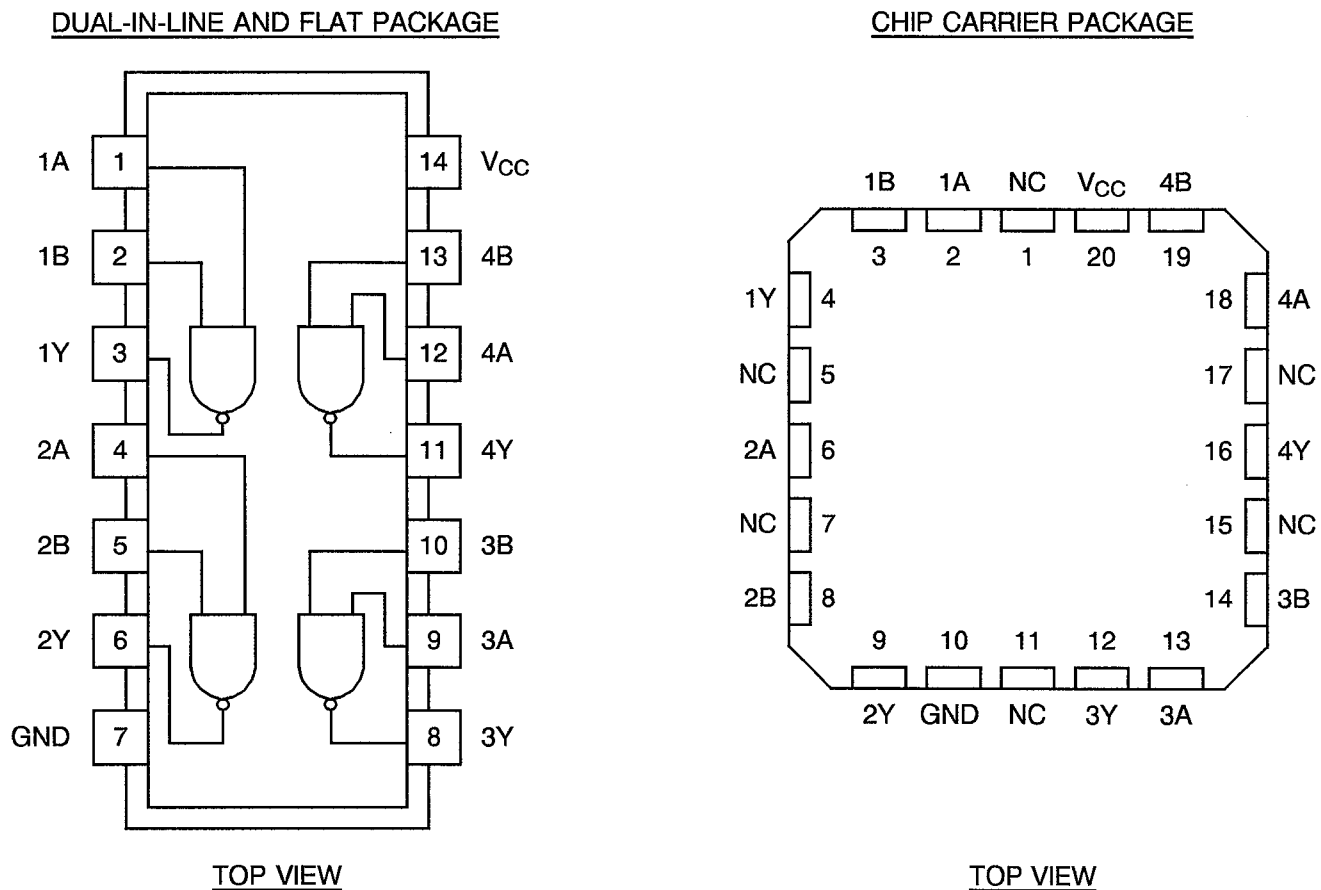 DUAL-IN-LINE AND FLAT PACKAGE
1A 1 14 VCC
1B 2 13 4B
1Y 3 12 4A
2A 4 11 4Y
2B 5 10 3B
2Y 6 9 3A
GND 7 8 3Y
TOP VIEW
CHIP CARRIER PACKAGE
1B 1A NC VCC 4B
3 2 1 20 19
1Y 4 18 4A
NC 5 17 NC
2A 6 16 4Y
NC 7 15 NC
2B 8 14 3B
9 10 11 12 13
2Y GND NC 3Y 3A
TOP VIEW